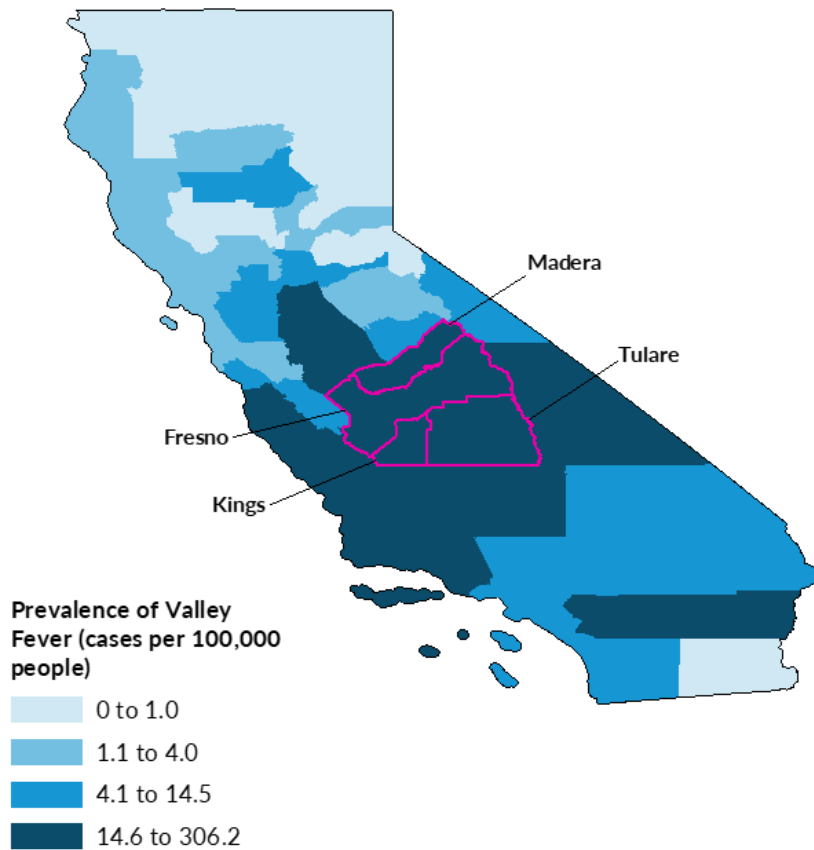 Madera
Tulare
Fresno
Kings
Prevalence of Valley
Fever (cases per 100,000
people)
0 to 1.0
1.1 to 4.0
4.1 to 14.5
14.6 to 306.2